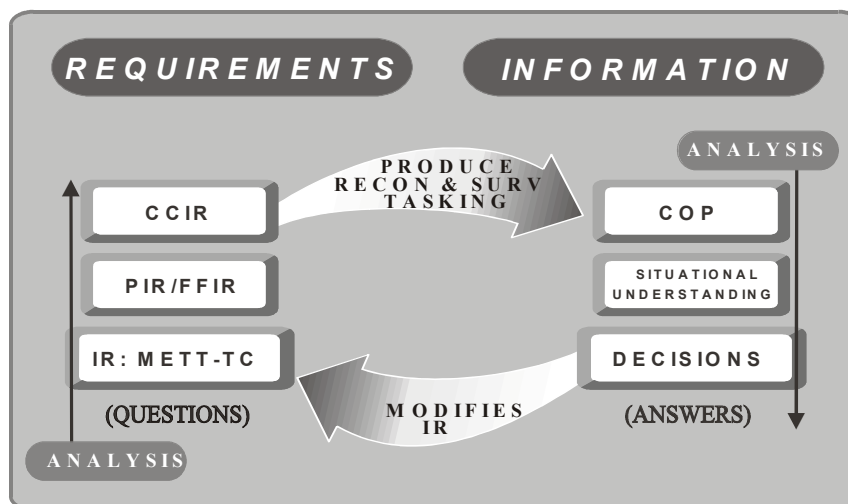 REQUIREMENTS
INFORMATION
ANALYSIS
PRODUCE
RECON & SURV
TASKING
CCIR
COP
PIR/FFIR
SITUATIONAL
UNDERSTANDING
IR: METT-TC
DECISIONS
MODIFIES
IR
(QUESTIONS)
(ANSWERS)
ANALYSIS